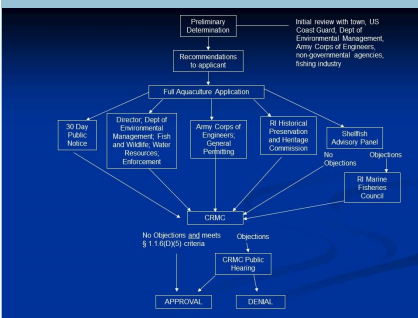 Preliminary
Determination
Initial review with town, US
Coast Guard, Dept of
Environmental Management,
Army Corps of Engineers,
non-governmental agencies,
fishing industry
Recommendations
to applicant
Full Aquaculture Application
30 Day
Public
Notice
Director; Dept of
Environmental
Management; Fish
and Wildlife; Water
Resources;
Enforcement
Army Corps of
Engineers;
General
Permitting
RI Historical
Preservation
and Heritage
Commission
Shellfish
Advisory Panel
No
Objections
Objections
RI Marine
Fisheries
Council
CRMC
No Objections and meets
§ 1.1.6(D)(5) criteria
Objections
CRMC Public
Hearing
APPROVAL
DENIAL